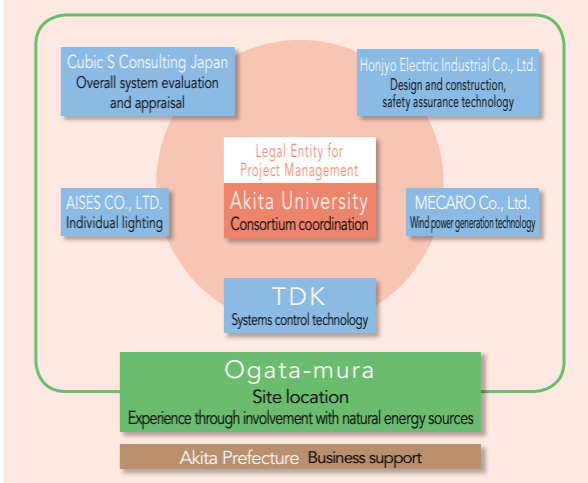 Cubic S Consulting Japan
Overall system evaluation
and appraisal
Honjyo Electric Industrial Co., Ltd.
Design and construction,
safety assurance technology
Legal Entity for
Project Management
Akita University
Consortium coordination
AISES CO., LTD.
Individual lighting
MECARO Co., Ltd.
Wind power generation technology
TDK
Systems control technology
Ogata-mura
Site location
Experience through involvement with natural energy sources
Akita Prefecture Business support